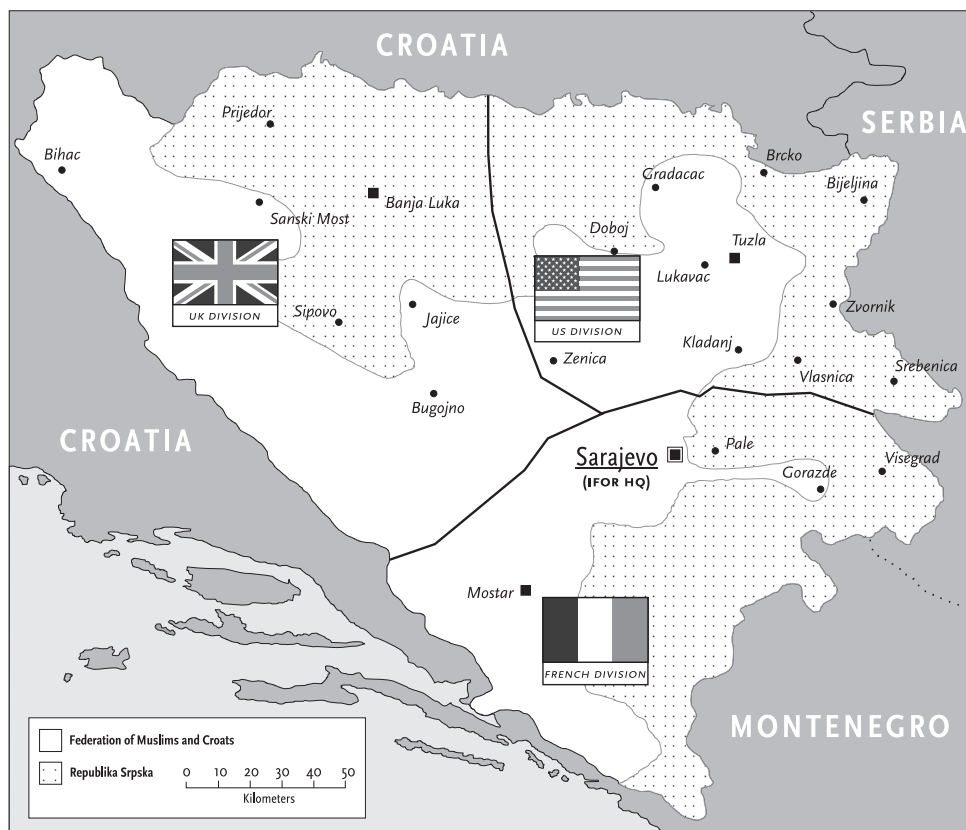 CROATIA
SERBIA
Prijedor
Bihac
Brcko
Gradacac
Bijeljina
Banja Luka
Sanski Most
Doboj
Tuzla
Lukavac
UK DIVISION
Sipovo
Jajice
US DIVISION
Zvornik
Kladanj
Zenica
Vlasnica
Srebenica
Bugojno
CROATIA
Sarajevo
(IFOR HQ)
Pale
Gorazde
Visegrad
Mostar
FRENCH DIVISION
MONTENEGRO
Federation of Muslims and Croats
Republika Srpska
0 10 20 30 40 50
Kilometers